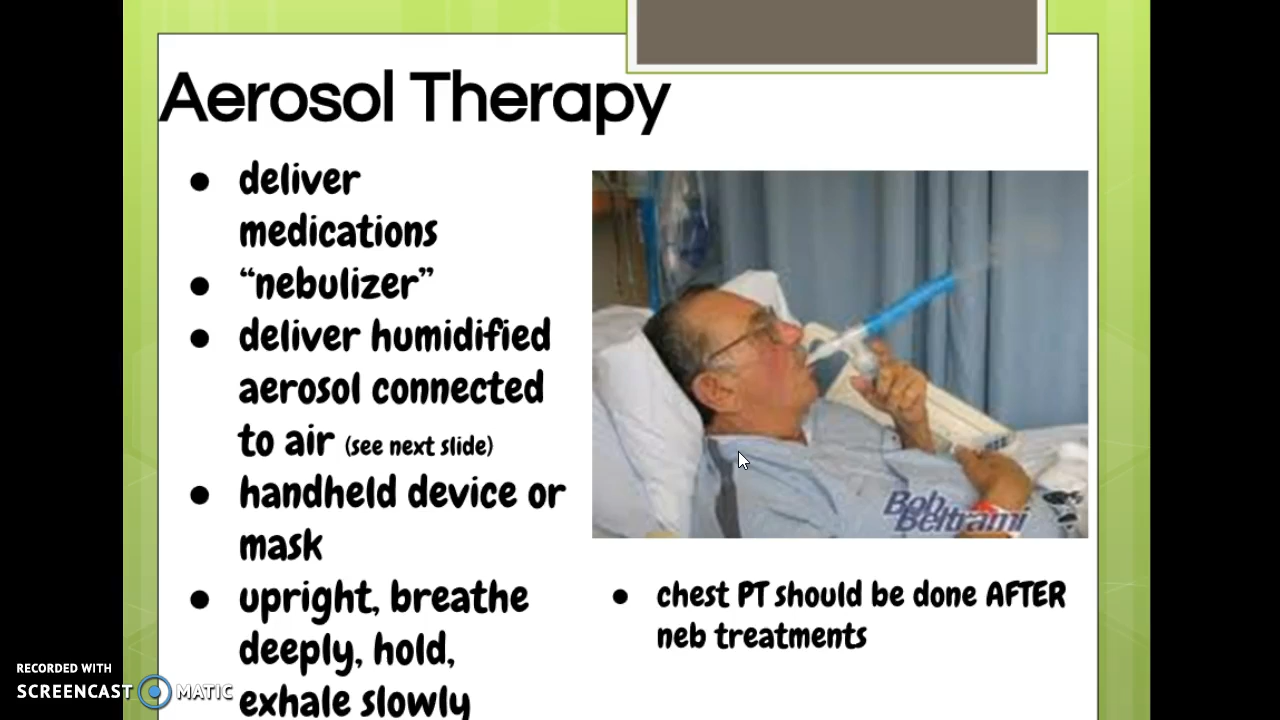 Aerosol Therapy
deliver
medications
“nebulizer”
deliver humidified
aerosol connected
to air (see next slide)
handheld device or
mask
upright, breathe
deeply, hold,
exhale slowly
Bob
Beltrami
chest PT should be done AFTER
neb treatments
RECORDED WITH
SCREENCAST MATIC